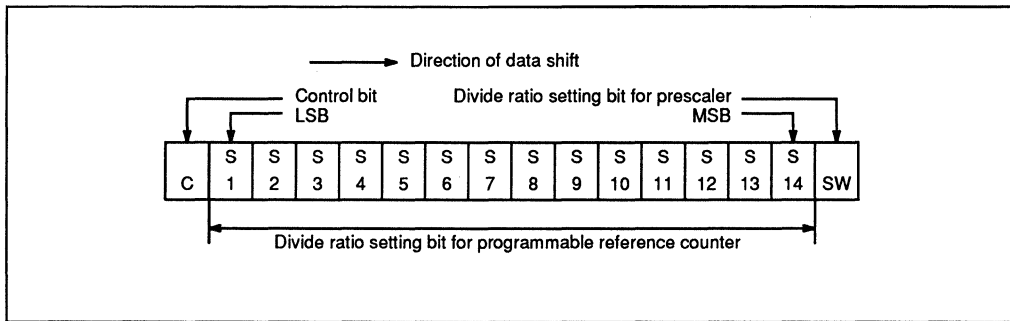 Direction of data shift
Control bit Divide ratio setting bit for prescaler
LSB MSB
S S S S S S S S S S S S S S
C 1 2 3 4 5 6 7 8 9 10 11 12 13 14 SW
Divide ratio setting bit for programmable reference counter